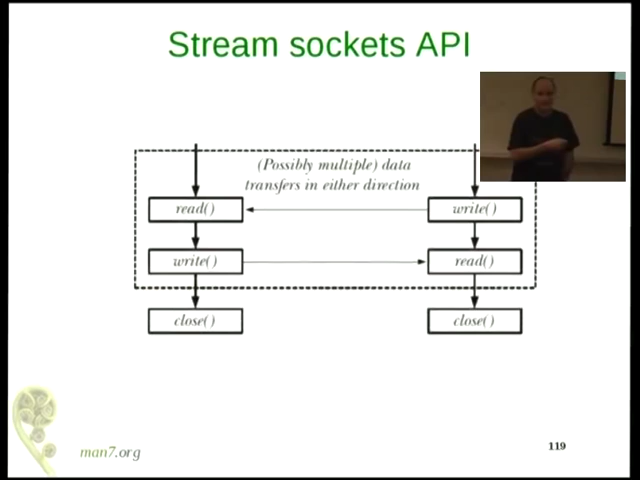 Stream sockets API
(Possibly multiple) data
transfers in either direction
read()
write()
write()
read()
close()
close()
man7.org
119